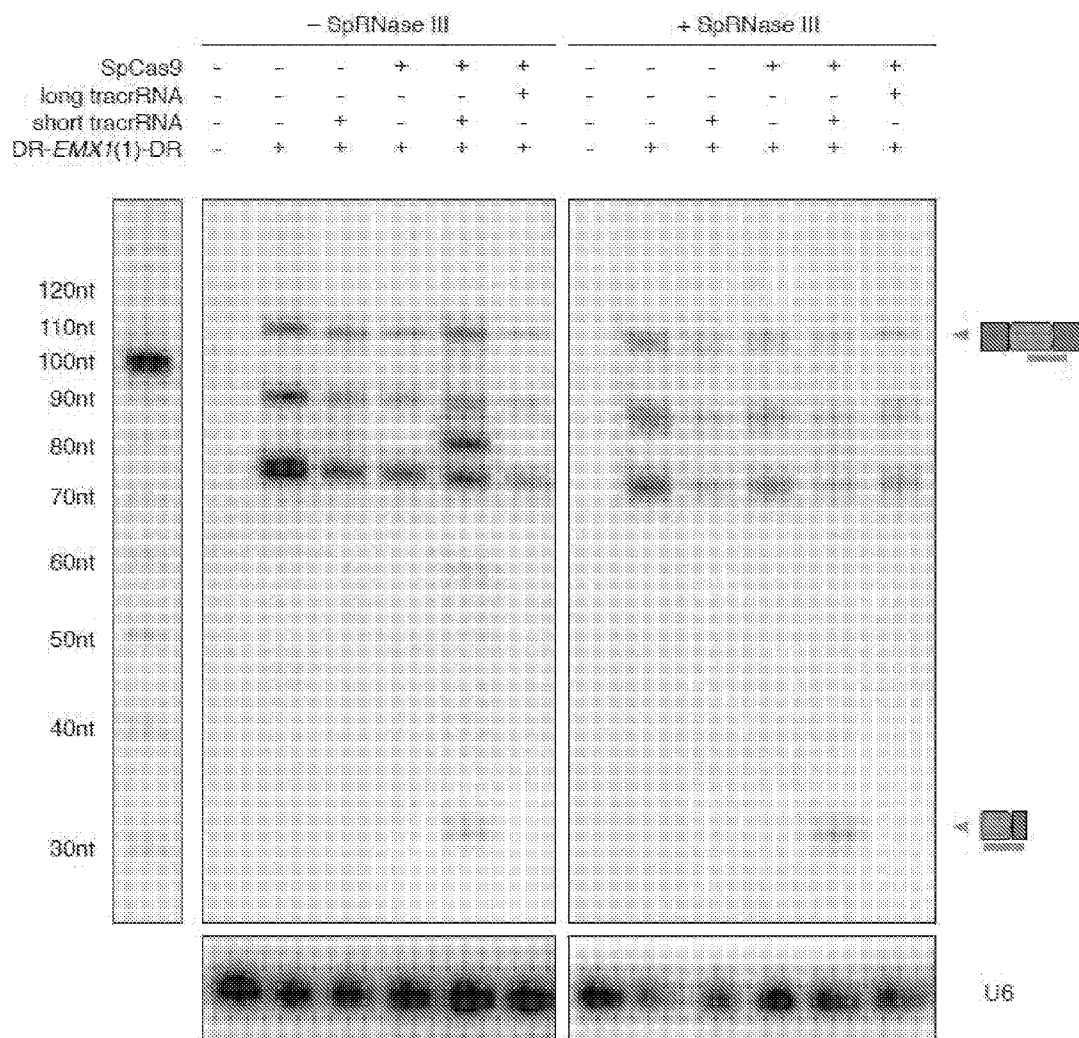 – SpRNase III + SpRNase III
SpCas9 - - - + + + - - - + + +
long tracrRNA - - - - - + - - - - - +
short tracrRNA - - + - + - - - + - + -
DR-EMX1(1)-DR - + + + + + - + + + + +
120nt
110nt
100nt
90nt
80nt
70nt
60nt
50nt
40nt
30nt
U6